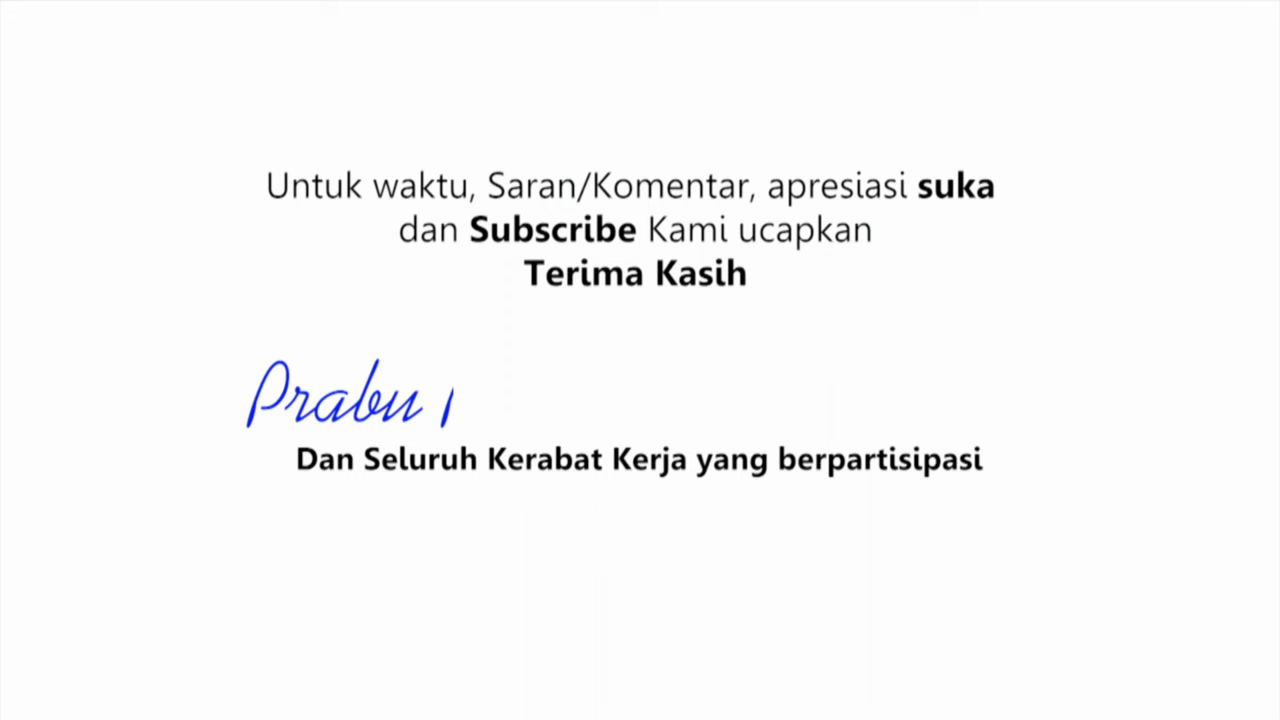 Untuk waktu, Saran/Komentar, apresiasi suka
dan Subscribe Kami ucapkan
Terima Kasih
Prabu
Dan Seluruh Kerabat Kerja yang berpartisipasi